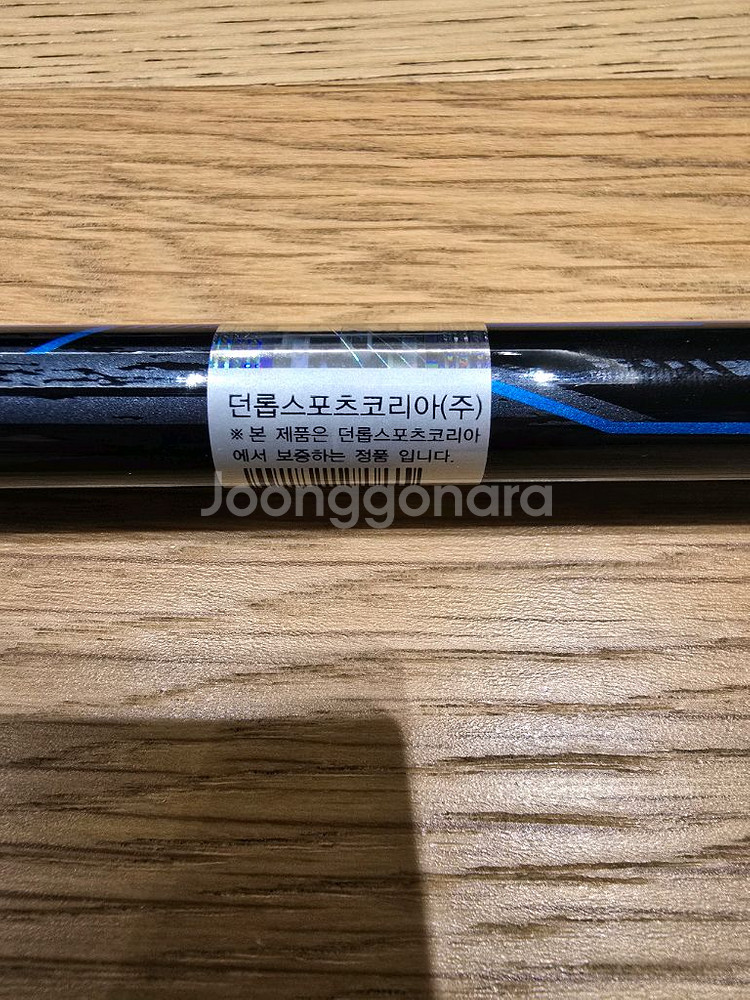 던롭스포츠코리아(주)
※본 제품은 던롭스포츠코리아
에서 보증하는 정품 입니다.
Joonggonara